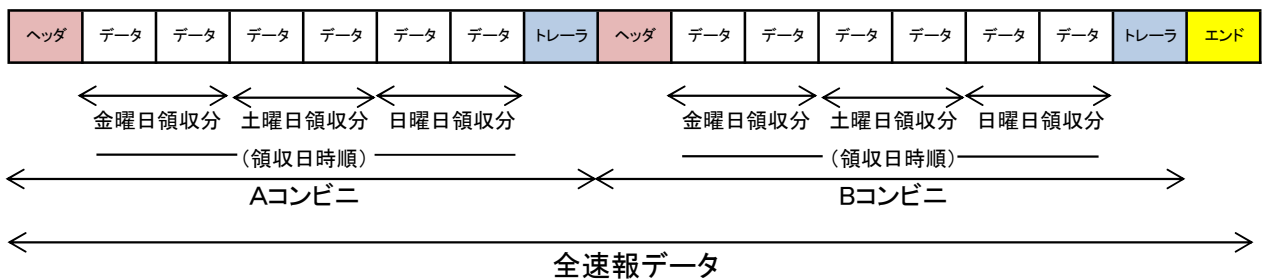 ヘッダ データ データ データ データ データ データ トレーラ ヘッダ データ データ データ データ データ データ トレーラ エンド
金曜日領収分 土曜日領収分 日曜日領収分 金曜日領収分 土曜日領収分 日曜日領収分
(領収日時順) (領収日時順)
Aコンビニ Bコンビニ
全速報データ